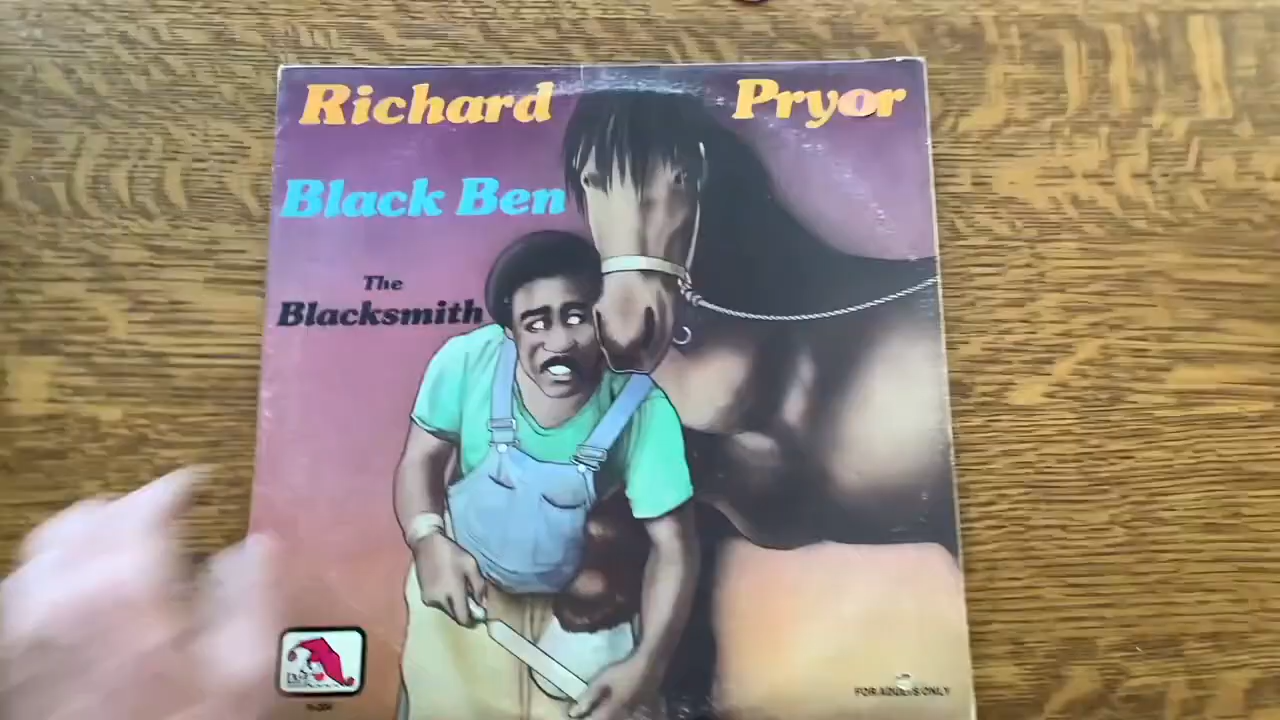 Richard Pryor
Black Ben
The
Blacksmith
FOR ADULTS ONLY